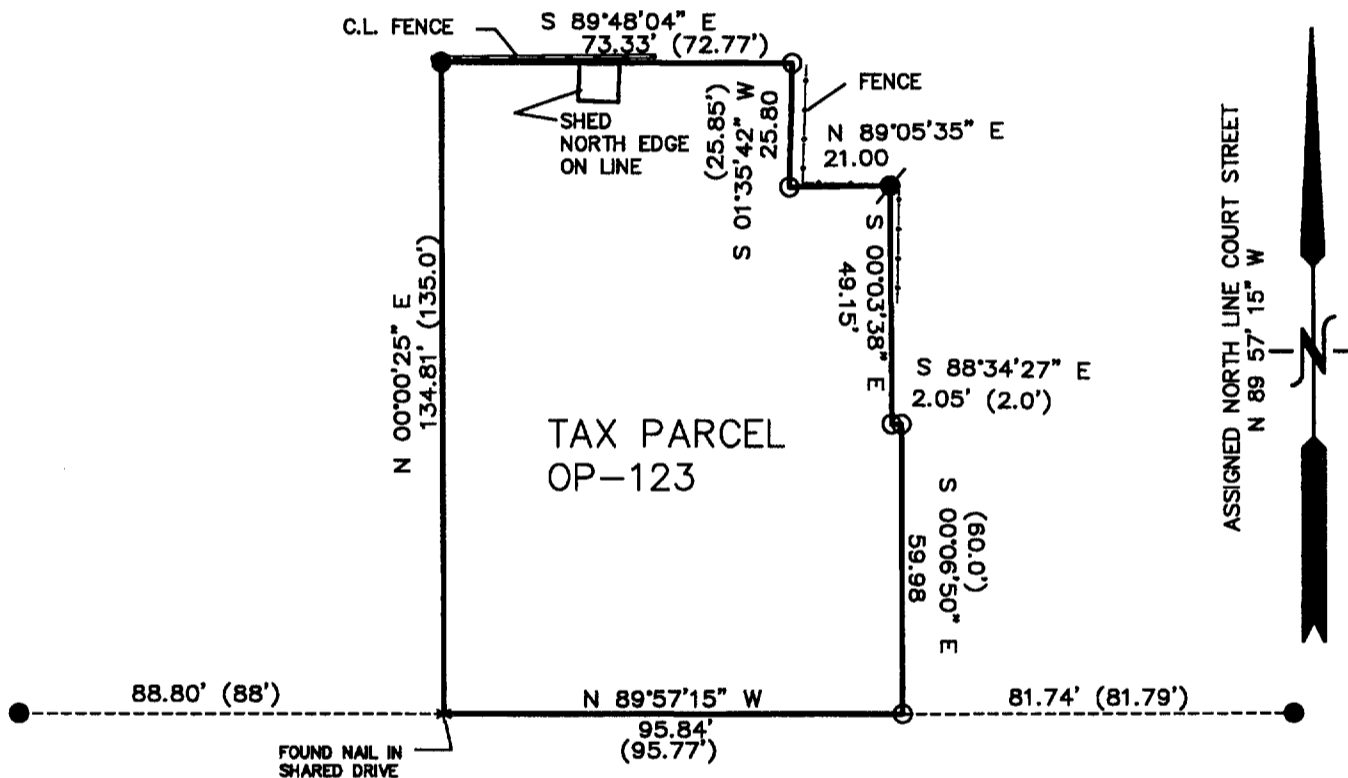 C.L. FENCE
S 89°48'04" E
73.33' (72.77')
SHED
NORTH EDGE
ON LINE
FENCE
(25.85')
S 01°35'42" W
25.80
N 89°05'35" E
21.00
S 00°03'38" E
49.15'
S 88°34'27" E
2.05' (2.0')
N 00°00'25" E
134.81' (135.0')
TAX PARCEL
OP-123
(60.0')
S 00°06'50" E
59.98
ASSIGNED NORTH LINE COURT STREET
N 89 57' 15" W
N
88.80' (88')
N 89°57'15" W
95.84'
(95.77')
81.74' (81.79')
FOUND NAIL IN
SHARED DRIVE